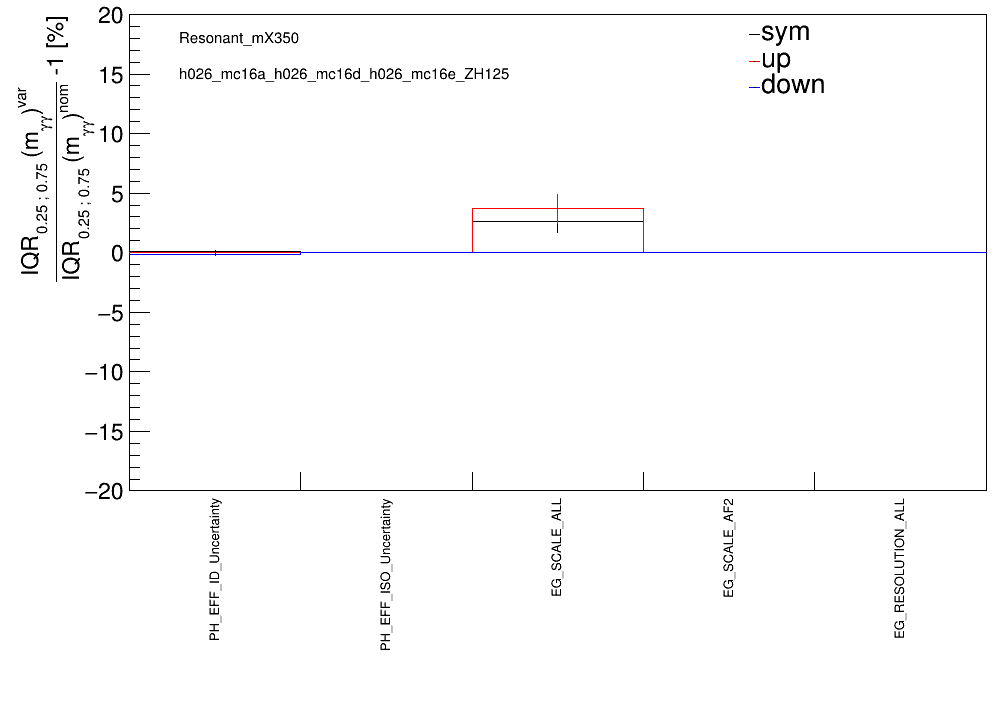 IQR0.25 ; 0.75 (mγγ)var
IQR0.25 ; 0.75 (mγγ)nom -1 [%]
Resonant_mX350
h026_mc16a_h026_mc16d_h026_mc16e_ZH125
sym
up
down
20
15
10
5
0
−5
−10
−15
−20
PH_EFF_ID_Uncertainty
PH_EFF_ISO_Uncertainty
EG_SCALE_ALL
EG_SCALE_AF2
EG_RESOLUTION_ALL